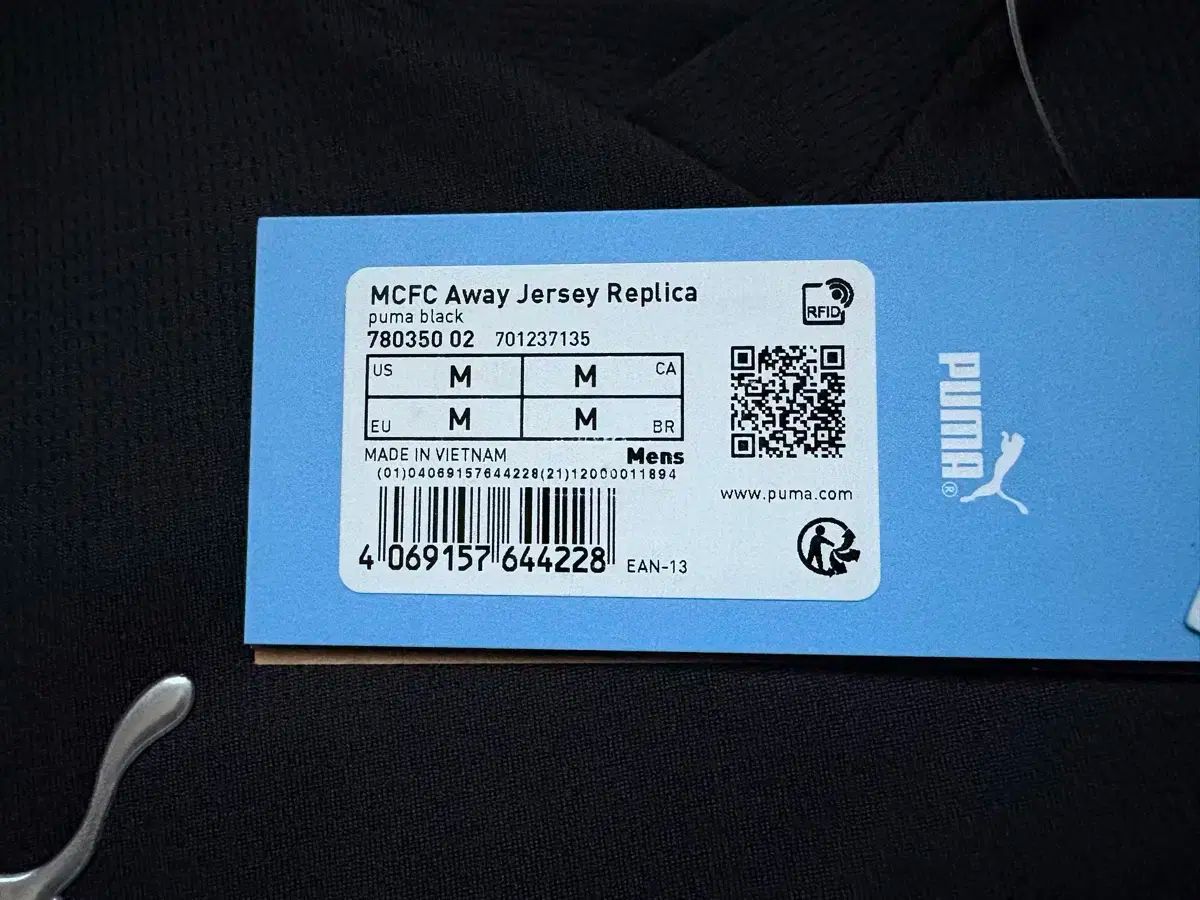 MCFC Away Jersey Replica
puma black
780350 02 701237135
US M M CA
EU M M BR
MADE IN VIETNAM Mens
(01)04069157644228(21)12000011894
4 069157 644228 EAN-13
RFID
www.puma.com
PUMA®